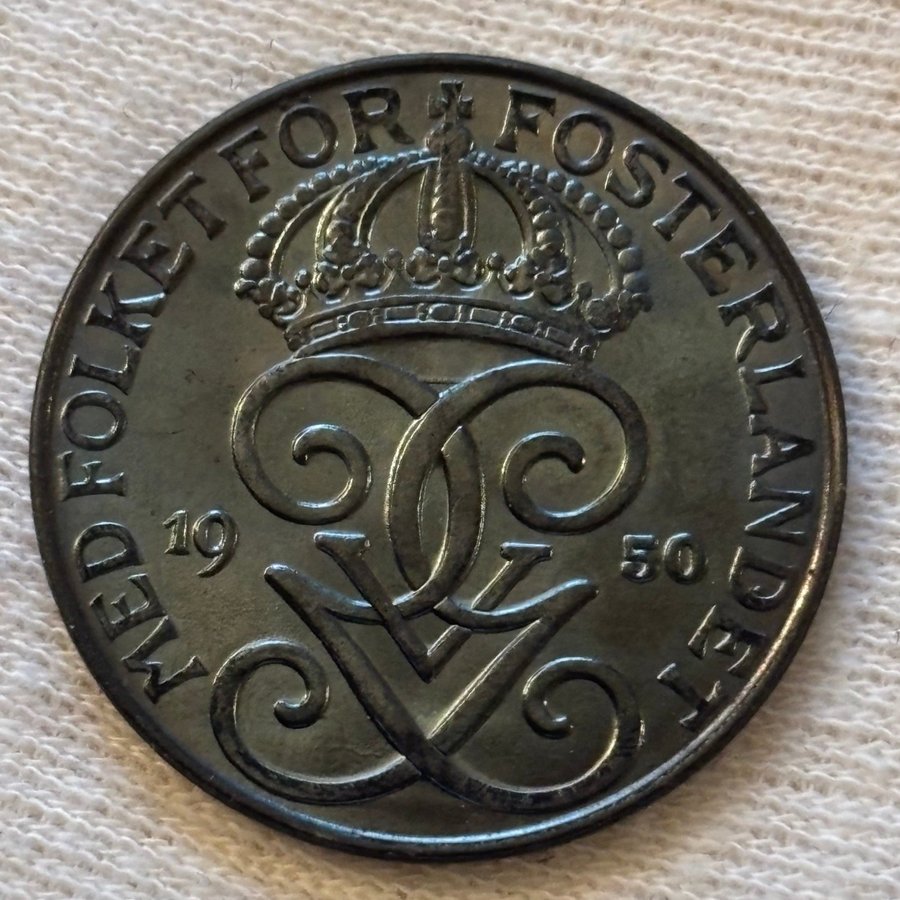 MED FOLKET FÖR FOSTERLANDET
19 50